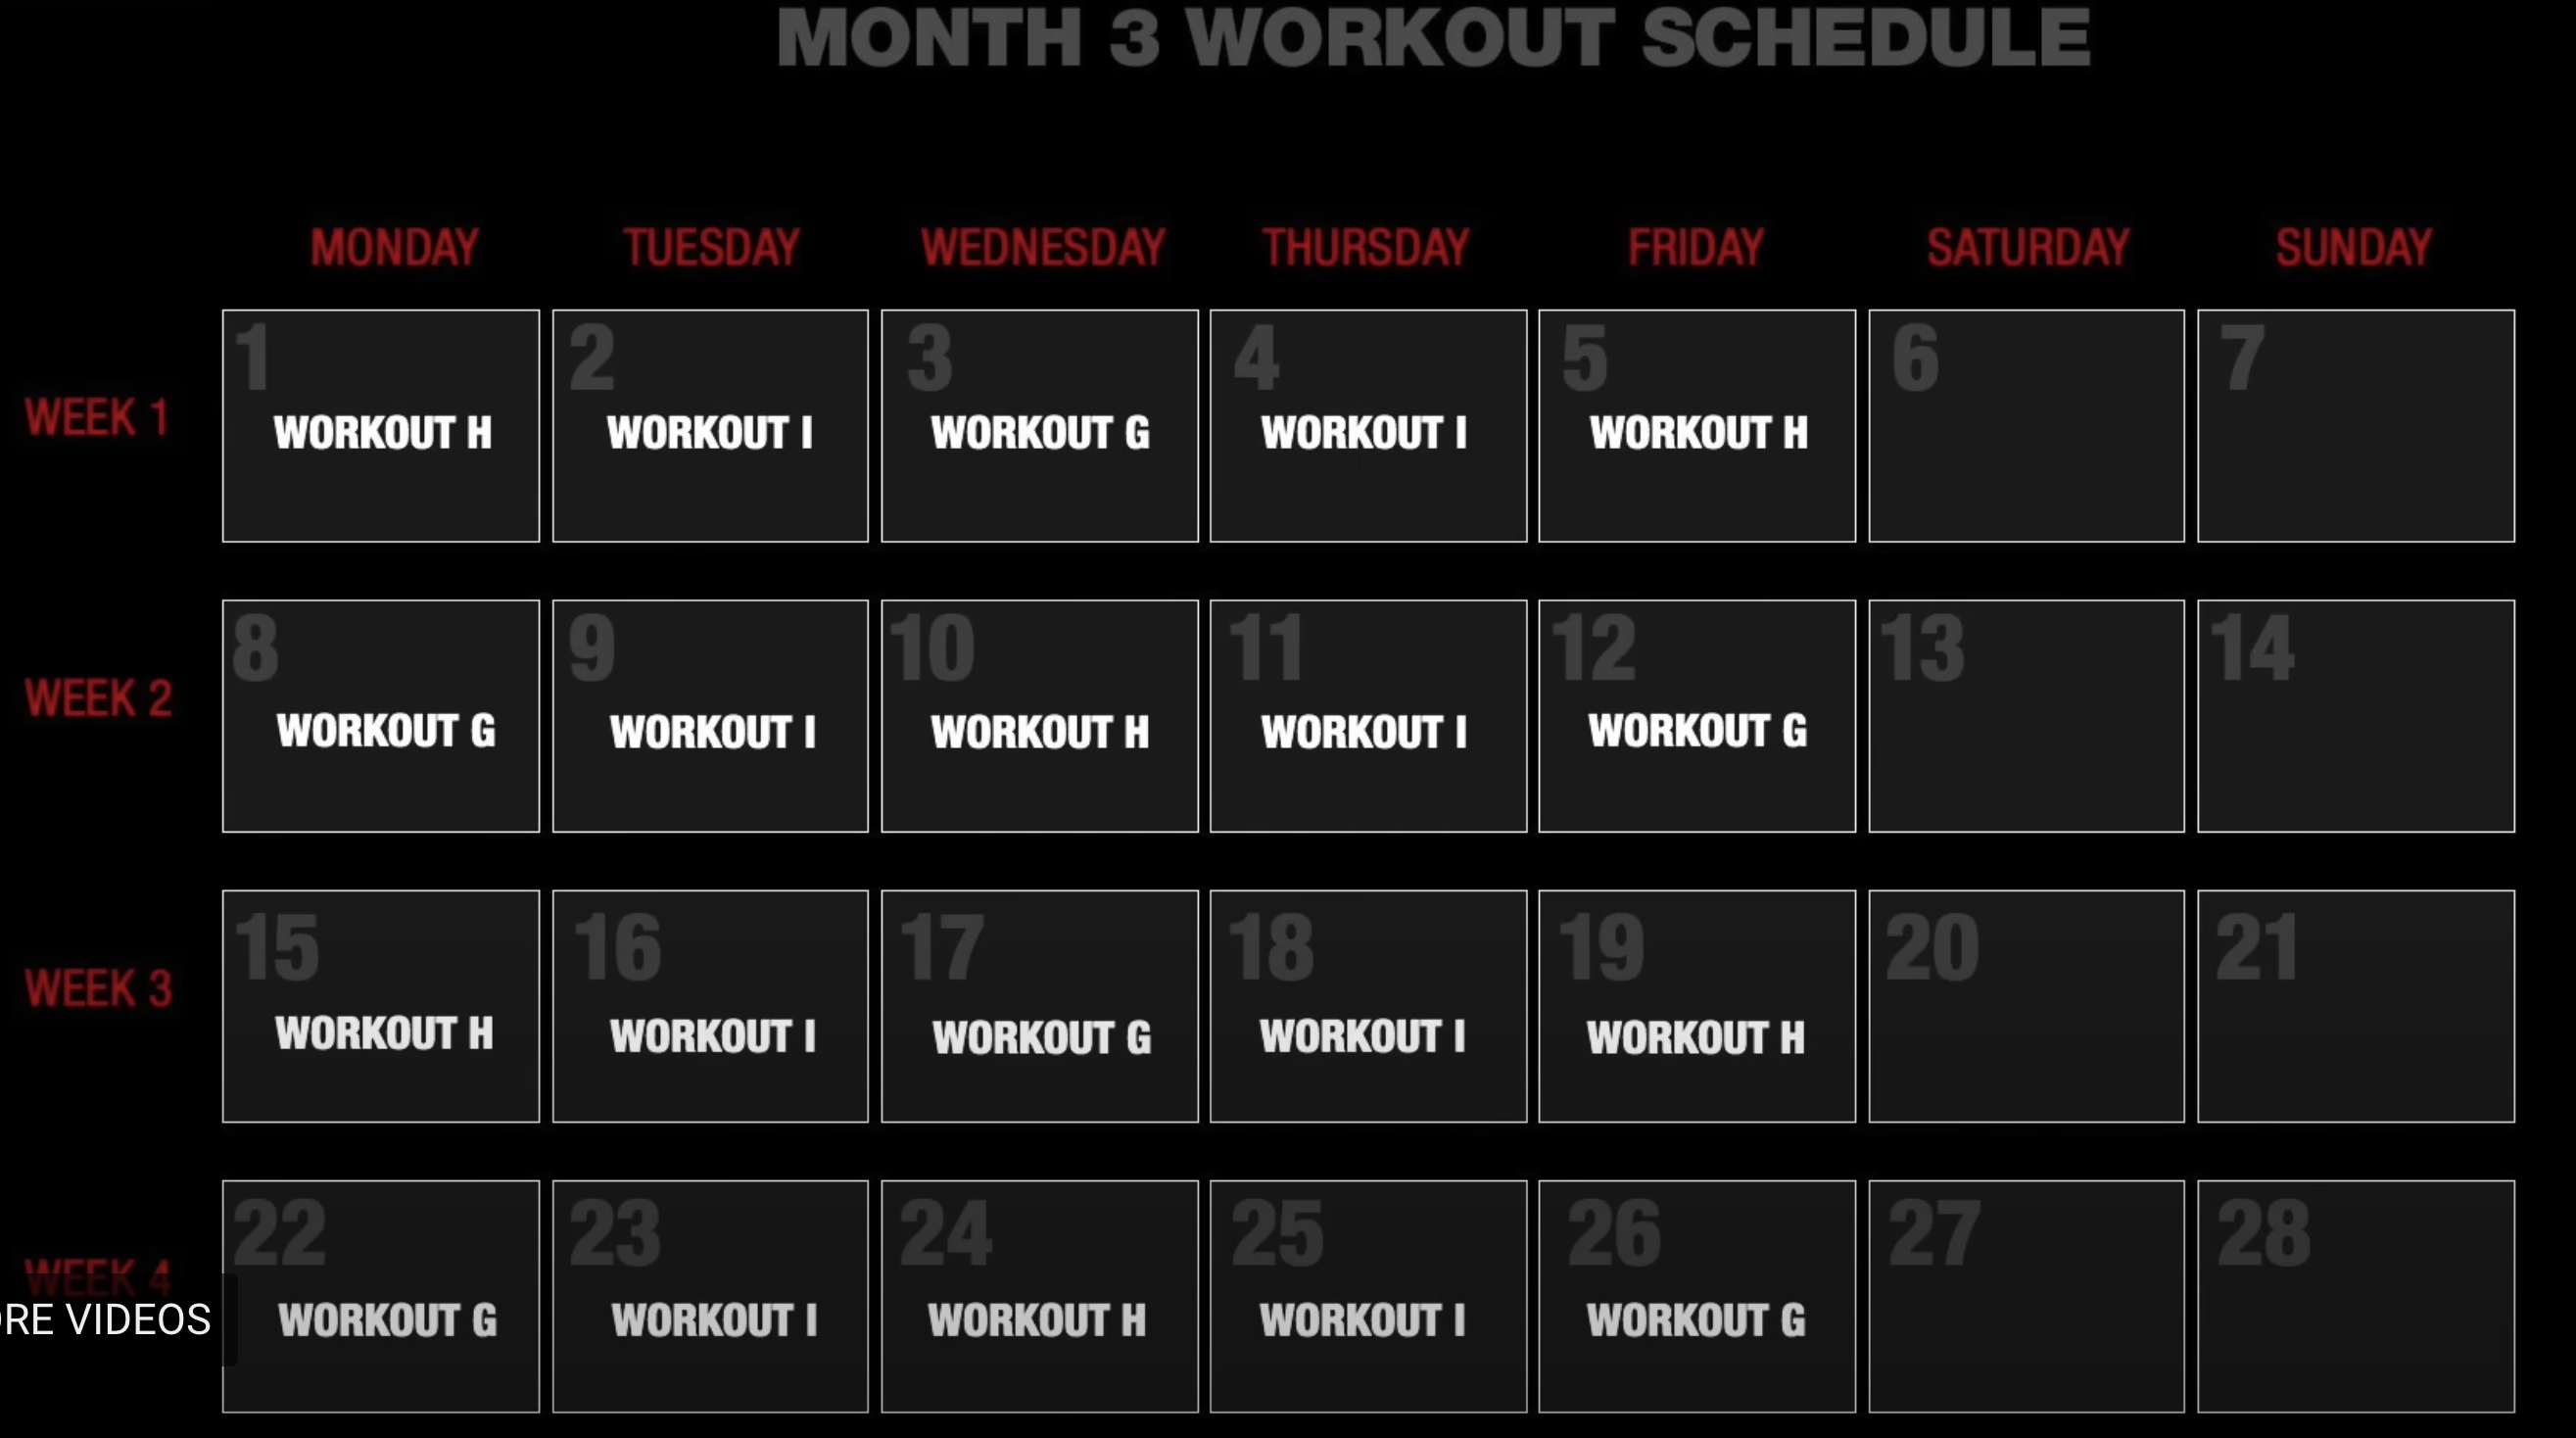 MONTH 3 WORKOUT SCHEDULE
MONDAY TUESDAY WEDNESDAY THURSDAY FRIDAY SATURDAY SUNDAY
WEEK 1
1 2 3 4 5 6 7
WORKOUT H WORKOUT I WORKOUT G WORKOUT I WORKOUT H
WEEK 2
8 9 10 11 12 13 14
WORKOUT G WORKOUT I WORKOUT H WORKOUT I WORKOUT G
WEEK 3
15 16 17 18 19 20 21
WORKOUT H WORKOUT I WORKOUT G WORKOUT I WORKOUT H
WEEK 4
22 23 24 25 26 27 28
WORKOUT G WORKOUT I WORKOUT H WORKOUT I WORKOUT G
RE VIDEOS